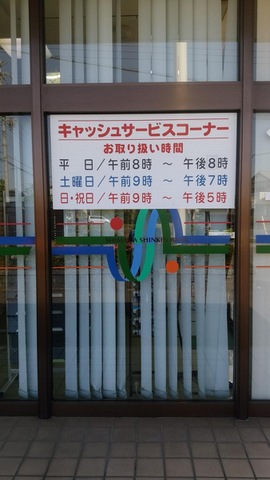 キャッシュサービスコーナー
お取り扱い時間
平　日／午前8時　～　午後8時
土曜日／午前9時　～　午後7時
日・祝日／午前9時　～　午後5時